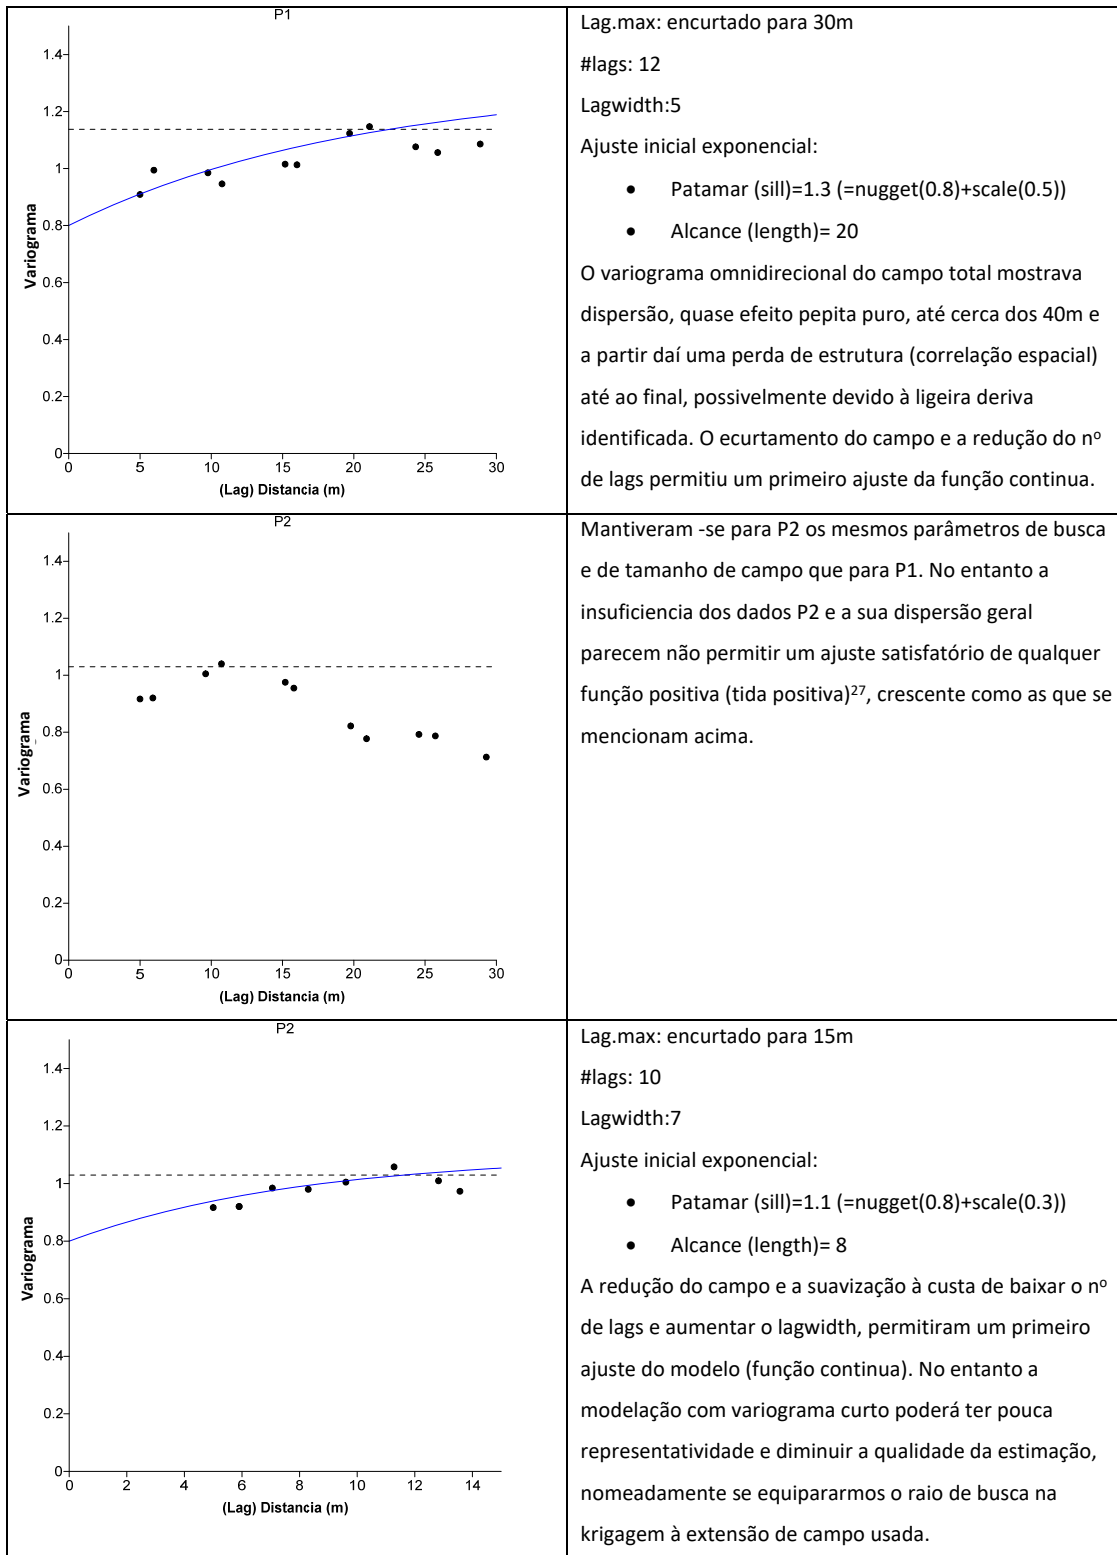 P1
1.4
1.2
1
0.8
0.6
0.4
0.2
0
0
5
10
15
20
25
30
Variograma
(Lag) Distancia (m)
Lag.max: encurtado para 30m
#lags: 12
Lagwidth:5
Ajuste inicial exponencial:
• Patamar (sill)=1.3 (=nugget(0.8)+scale(0.5))
• Alcance (length)= 20
O variograma omnidirecional do campo total mostrava
dispersão, quase efeito pepita puro, até cerca dos 40m e
a partir daí uma perda de estrutura (correlação espacial)
até ao final, possivelmente devido à ligeira deriva
identificada. O ecurtamento do campo e a redução do nº
de lags permitiu um primeiro ajuste da função continua.
P2
1.4
1.2
1
0.8
0.6
0.4
0.2
0
0
5
10
15
20
25
30
Variograma
(Lag) Distancia (m)
Mantiveram -se para P2 os mesmos parâmetros de busca
e de tamanho de campo que para P1. No entanto a
insuficiencia dos dados P2 e a sua dispersão geral
parecem não permitir um ajuste satisfatório de qualquer
função positiva (tida positiva)²⁷, crescente como as que se
mencionam acima.
P2
1.4
1.2
1
0.8
0.6
0.4
0.2
0
0
2
4
6
8
10
12
14
Variograma
(Lag) Distancia (m)
Lag.max: encurtado para 15m
#lags: 10
Lagwidth:7
Ajuste inicial exponencial:
• Patamar (sill)=1.1 (=nugget(0.8)+scale(0.3))
• Alcance (length)= 8
A redução do campo e a suavização à custa de baixar o nº
de lags e aumentar o lagwidth, permitiram um primeiro
ajuste do modelo (função continua). No entanto a
modelação com variograma curto poderá ter pouca
representatividade e diminuir a qualidade da estimação,
nomeadamente se equipararmos o raio de busca na
krigagem à extensão de campo usada.